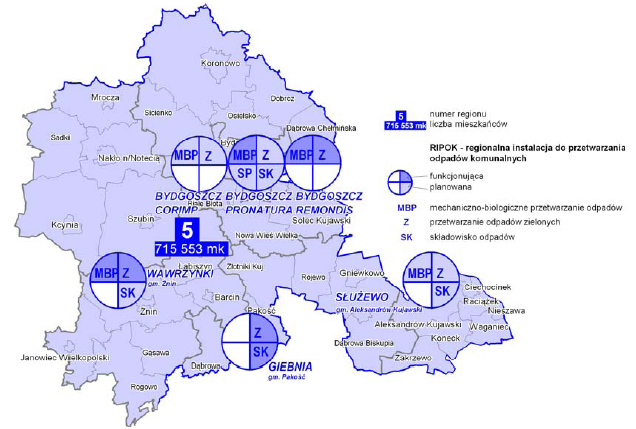 Koronowo
Mrocza
Sicienko
Dobrcz
Osielsko
Sadki
Dąbrowa Chełmińska
Nakło n/Notecią
MBP Z
MBP Z
SP SK
MBP Z
BYDGOSZCZ
CORIMP
BYDGOSZCZ
PRONATURA
BYDGOSZCZ
REMONDIS
Białe Błota
Solec Kujawski
Szubin
Kcynia
Nowa Wieś Wielka
5
715 553 mk
Łabiszyn
Złotniki Kuj
MBP Z
SK
WAWRZYNKI
gm. Żnin
Żnin
Barcin
Pakość
Rojewo
Gniewkowo
SŁUŻEWO
gm. Aleksandrów Kujawski
MBP Z
SK
Ciechocinek
Raciążek
Nieszawa
Waganiec
Aleksandrów Kujawski
Koneck
Dąbrowa Biskupia
Zakrzewo
Z
SK
GIEBNIA
gm. Pakość
Janowiec Wielkopolski
Gąsawa
Dąbrowa
Rogowo
5
715 553 mk
numer regionu
liczba mieszkańców
RIPOK - regionalna instalacja do przetwarzania
odpadów komunalnych
funkcjonująca
planowana
MBP mechaniczno-biologiczne przetwarzanie odpadów
Z przetwarzanie odpadów zielonych
SK składowisko odpadów